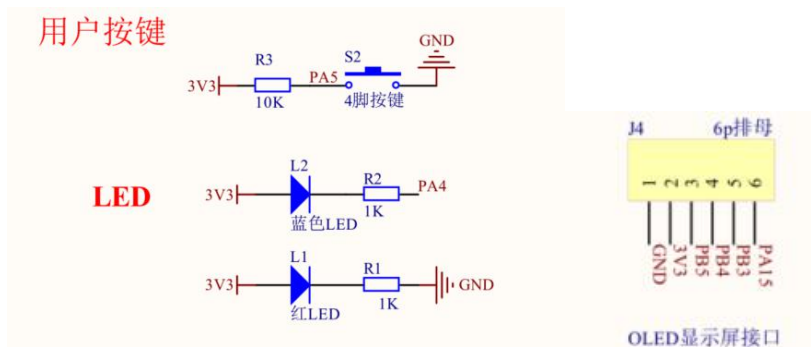 用户按键
3V3
R3
10K
PA5
S2
4脚按键
GND
LED
3V3
L2
蓝色LED
R2
1K
PA4
3V3
L1
红LED
R1
1K
GND
J4
6p排母
1
2
3
4
5
6
GND
3V3
PB5
PB4
PB3
PA15
OLED显示屏接口